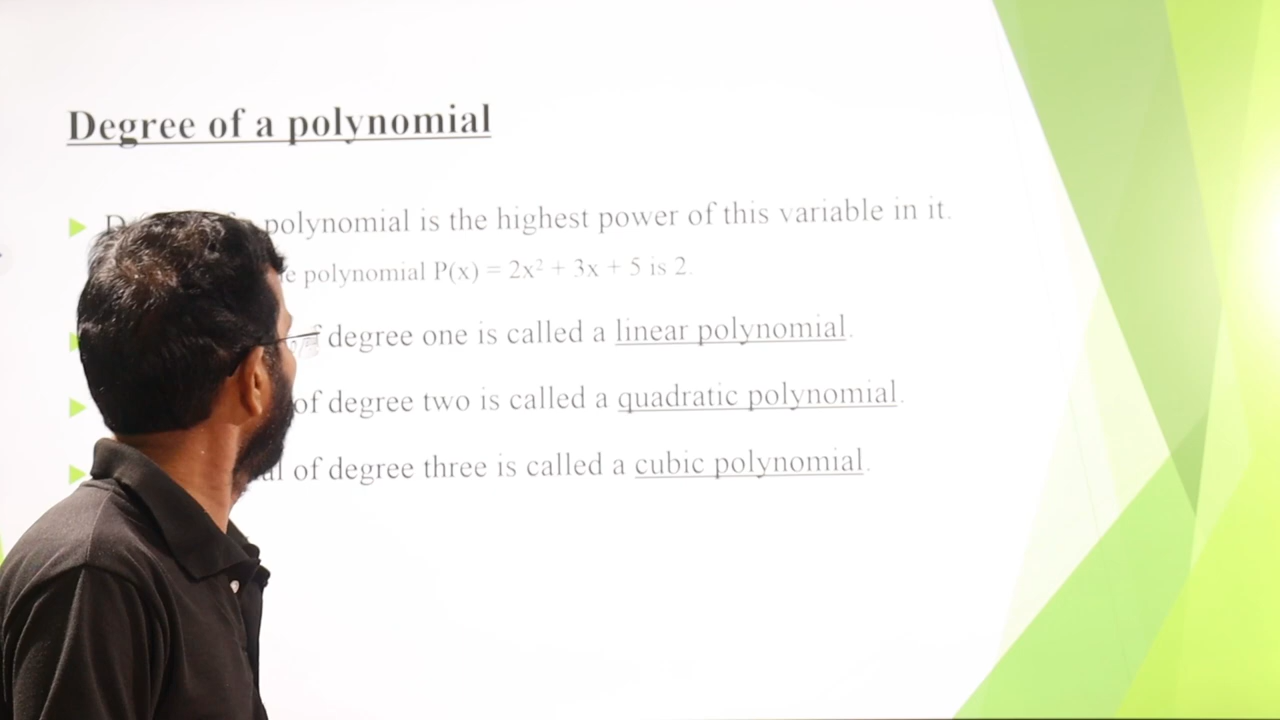 Degree of a polynomial
polynomial is the highest power of this variable in it.
polynomial P(x) = 2x² + 3x + 5 is 2.
degree one is called a linear polynomial.
of degree two is called a quadratic polynomial.
of degree three is called a cubic polynomial.